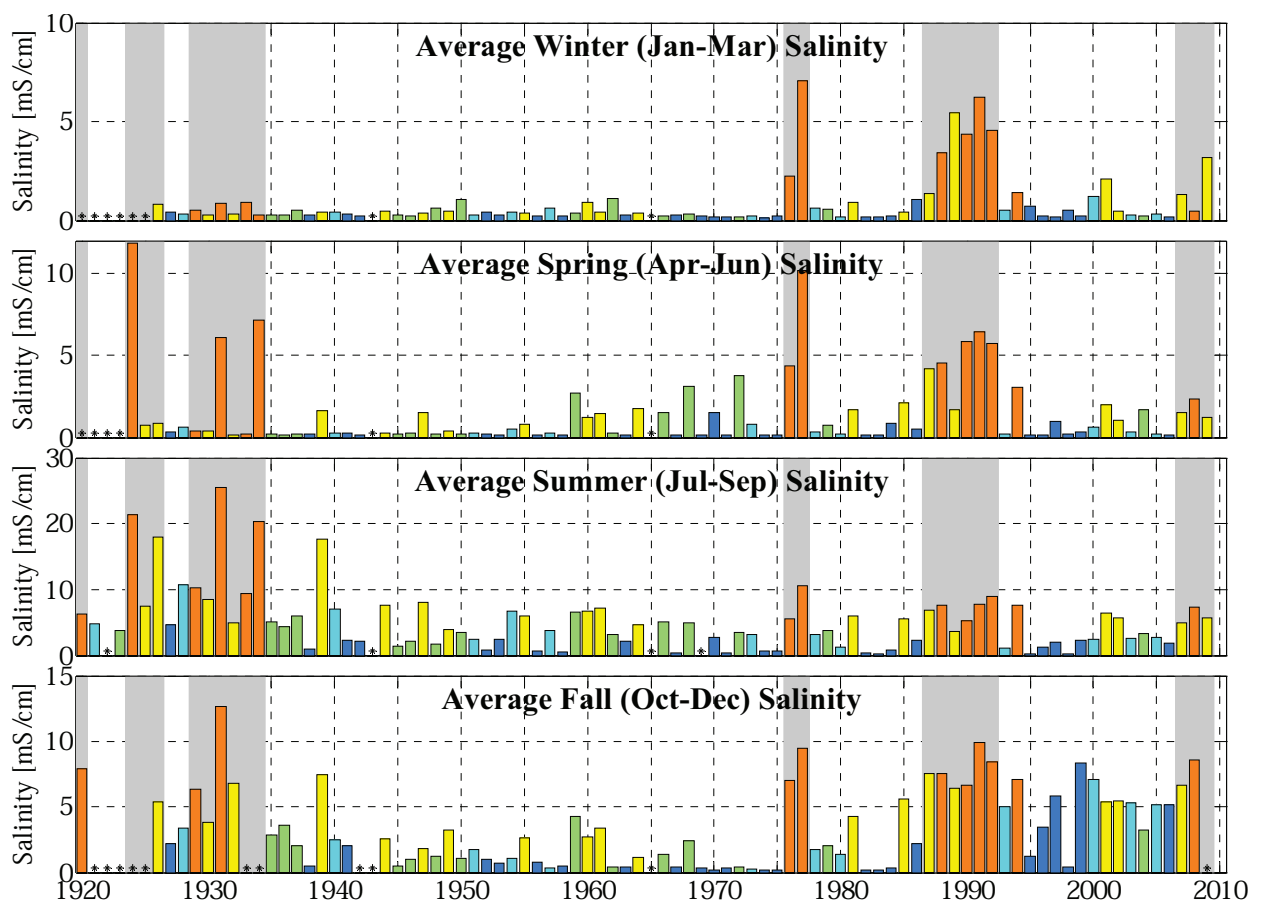 Average Winter (Jan-Mar) Salinity
Salinity [mS/cm]
10
5
0
Average Spring (Apr-Jun) Salinity
Salinity [mS/cm]
10
5
0
Average Summer (Jul-Sep) Salinity
Salinity [mS/cm]
30
20
10
0
Average Fall (Oct-Dec) Salinity
Salinity [mS/cm]
15
10
5
0
1920 1930 1940 1950 1960 1970 1980 1990 2000 2010